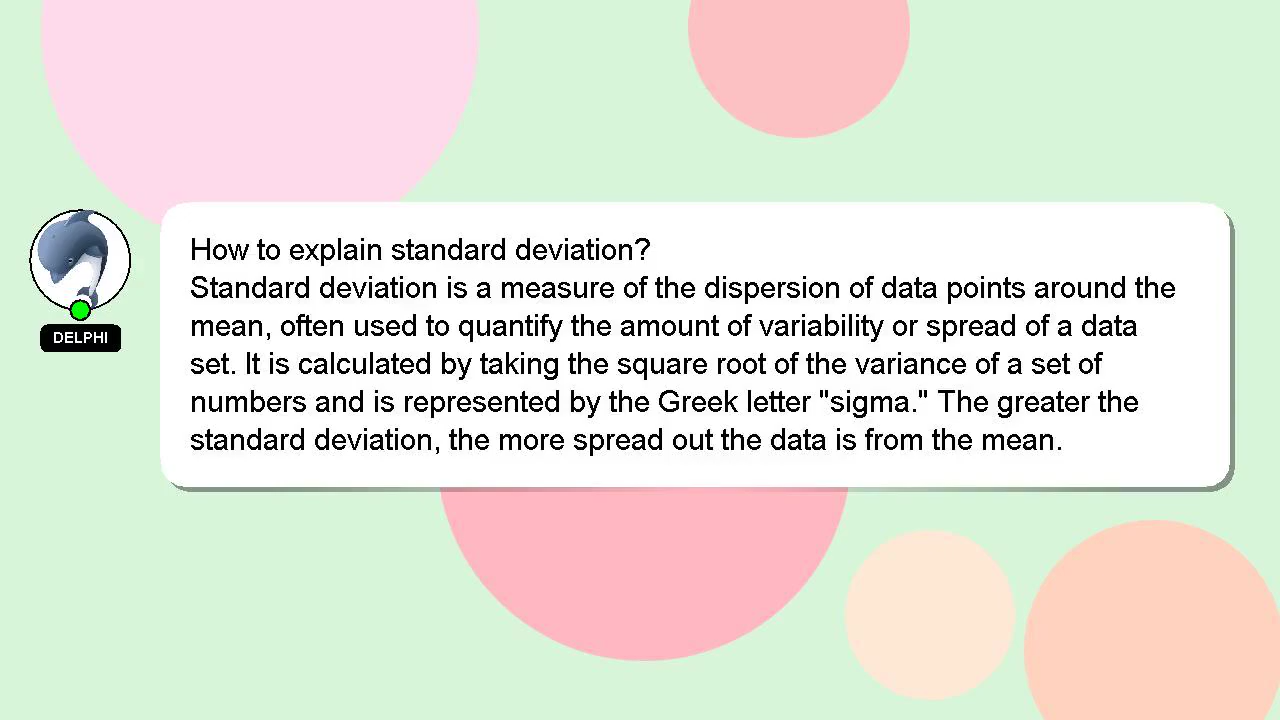 How to explain standard deviation?
Standard deviation is a measure of the dispersion of data points around the
mean, often used to quantify the amount of variability or spread of a data
set. It is calculated by taking the square root of the variance of a set of
numbers and is represented by the Greek letter "sigma." The greater the
standard deviation, the more spread out the data is from the mean.
DELPHI